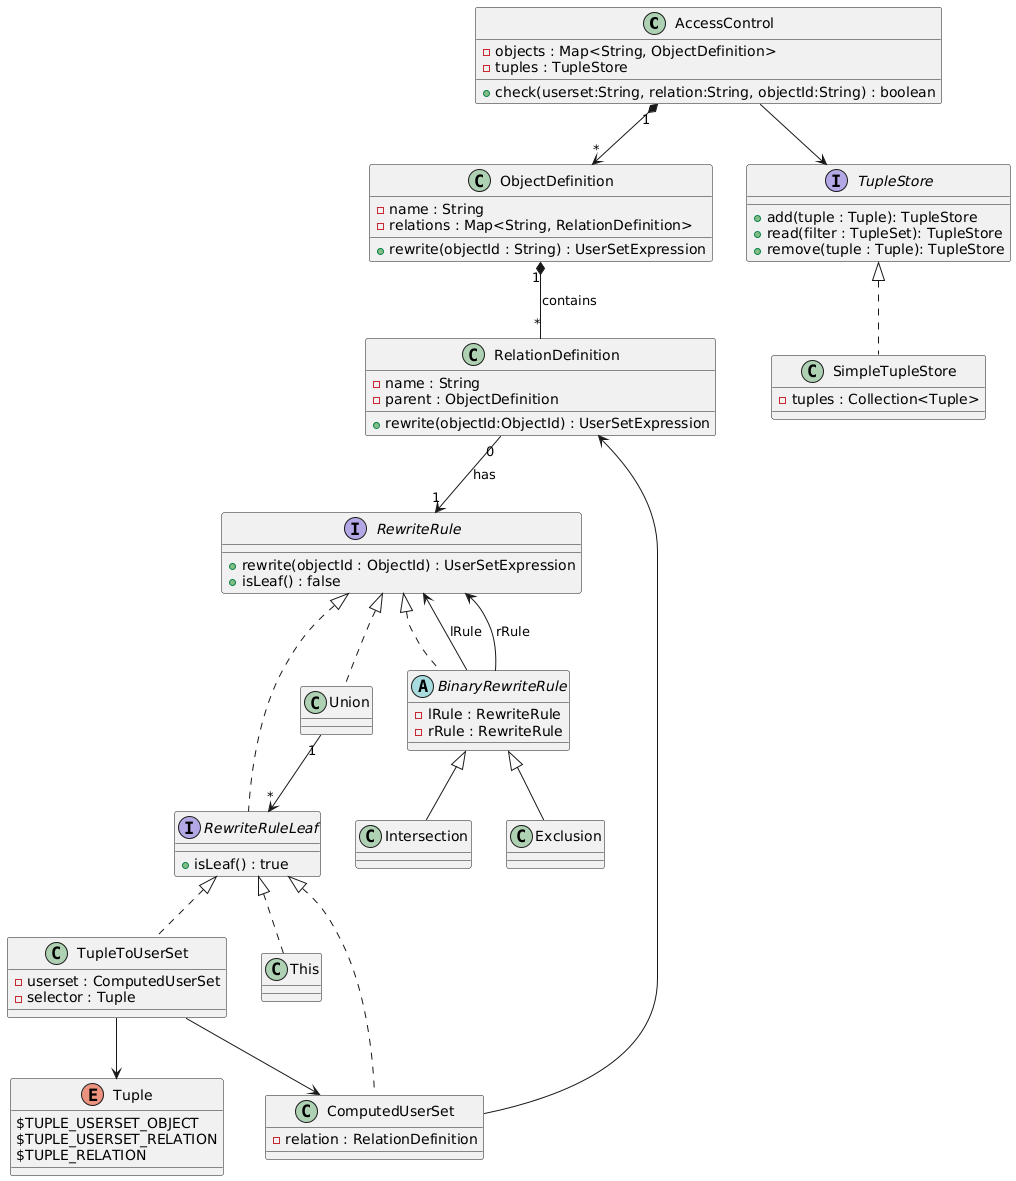 C AccessControl
objects : Map<String, ObjectDefinition>
tuples : TupleStore
check(userset:String, relation:String, objectId:String) : boolean
1
*
C ObjectDefinition
name : String
relations : Map<String, RelationDefinition>
rewrite(objectId : String) : UserSetExpression
I TupleStore
add(tuple : Tuple): TupleStore
read(filter : TupleSet): TupleStore
remove(tuple : Tuple): TupleStore
1
contains
*
C RelationDefinition
name : String
parent : ObjectDefinition
rewrite(objectId:ObjectId) : UserSetExpression
C SimpleTupleStore
tuples : Collection<Tuple>
0
has
1
I RewriteRule
rewrite(objectId : ObjectId) : UserSetExpression
isLeaf() : false
lRule
rRule
C Union
A BinaryRewriteRule
lRule : RewriteRule
rRule : RewriteRule
1
*
I RewriteRuleLeaf
isLeaf() : true
C Intersection
C Exclusion
C TupleToUserSet
userset : ComputedUserSet
selector : Tuple
C This
E Tuple
$TUPLE_USERSET_OBJECT
$TUPLE_USERSET_RELATION
$TUPLE_RELATION
C ComputedUserSet
relation : RelationDefinition